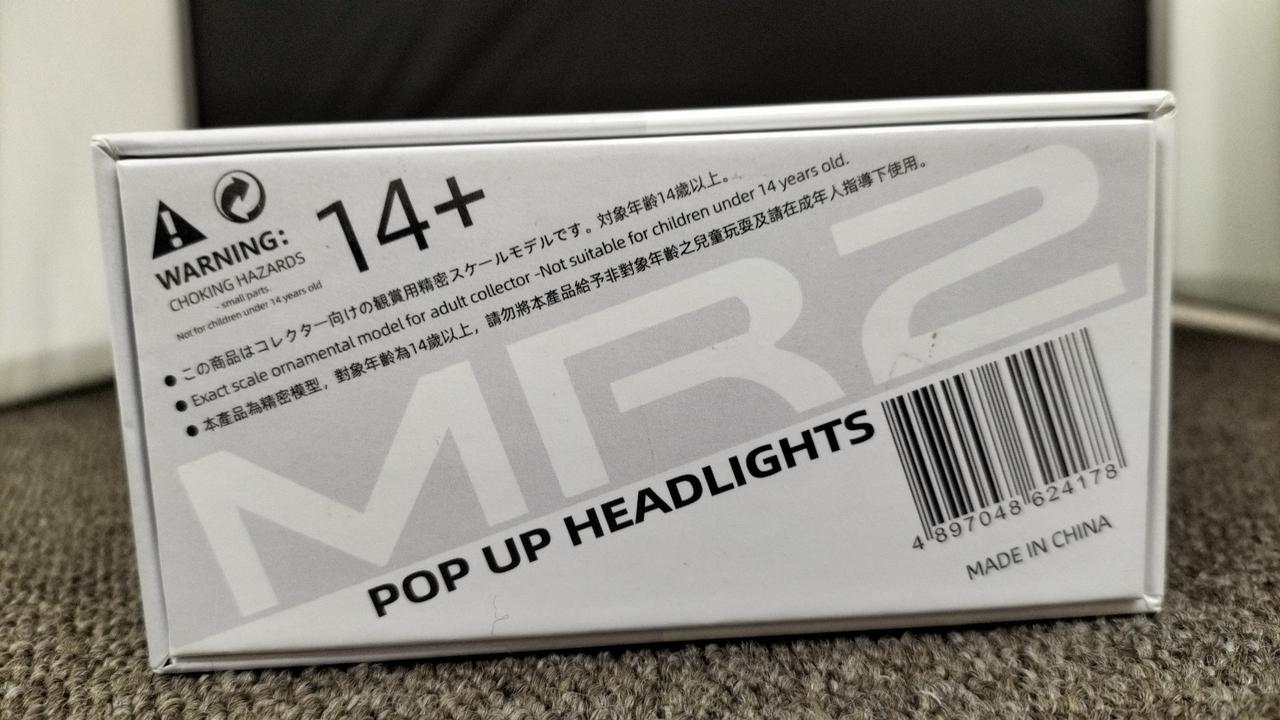 WARNING:
CHOKING HAZARDS
- small parts.
Not for children under 14 years old
14+
● この商品はコレクター向けの観賞用精密スケールモデルです。対象年齢14歳以上。
● Exact scale ornamental model for adult collector -Not suitable for children under 14 years old.
● 本產品為精密模型，對象年齡為14歲以上，請勿將本產品給予非對象年齡之兒童玩耍及請在成年人指導下使用。
MR2
POP UP HEADLIGHTS
4 897048 624178
MADE IN CHINA